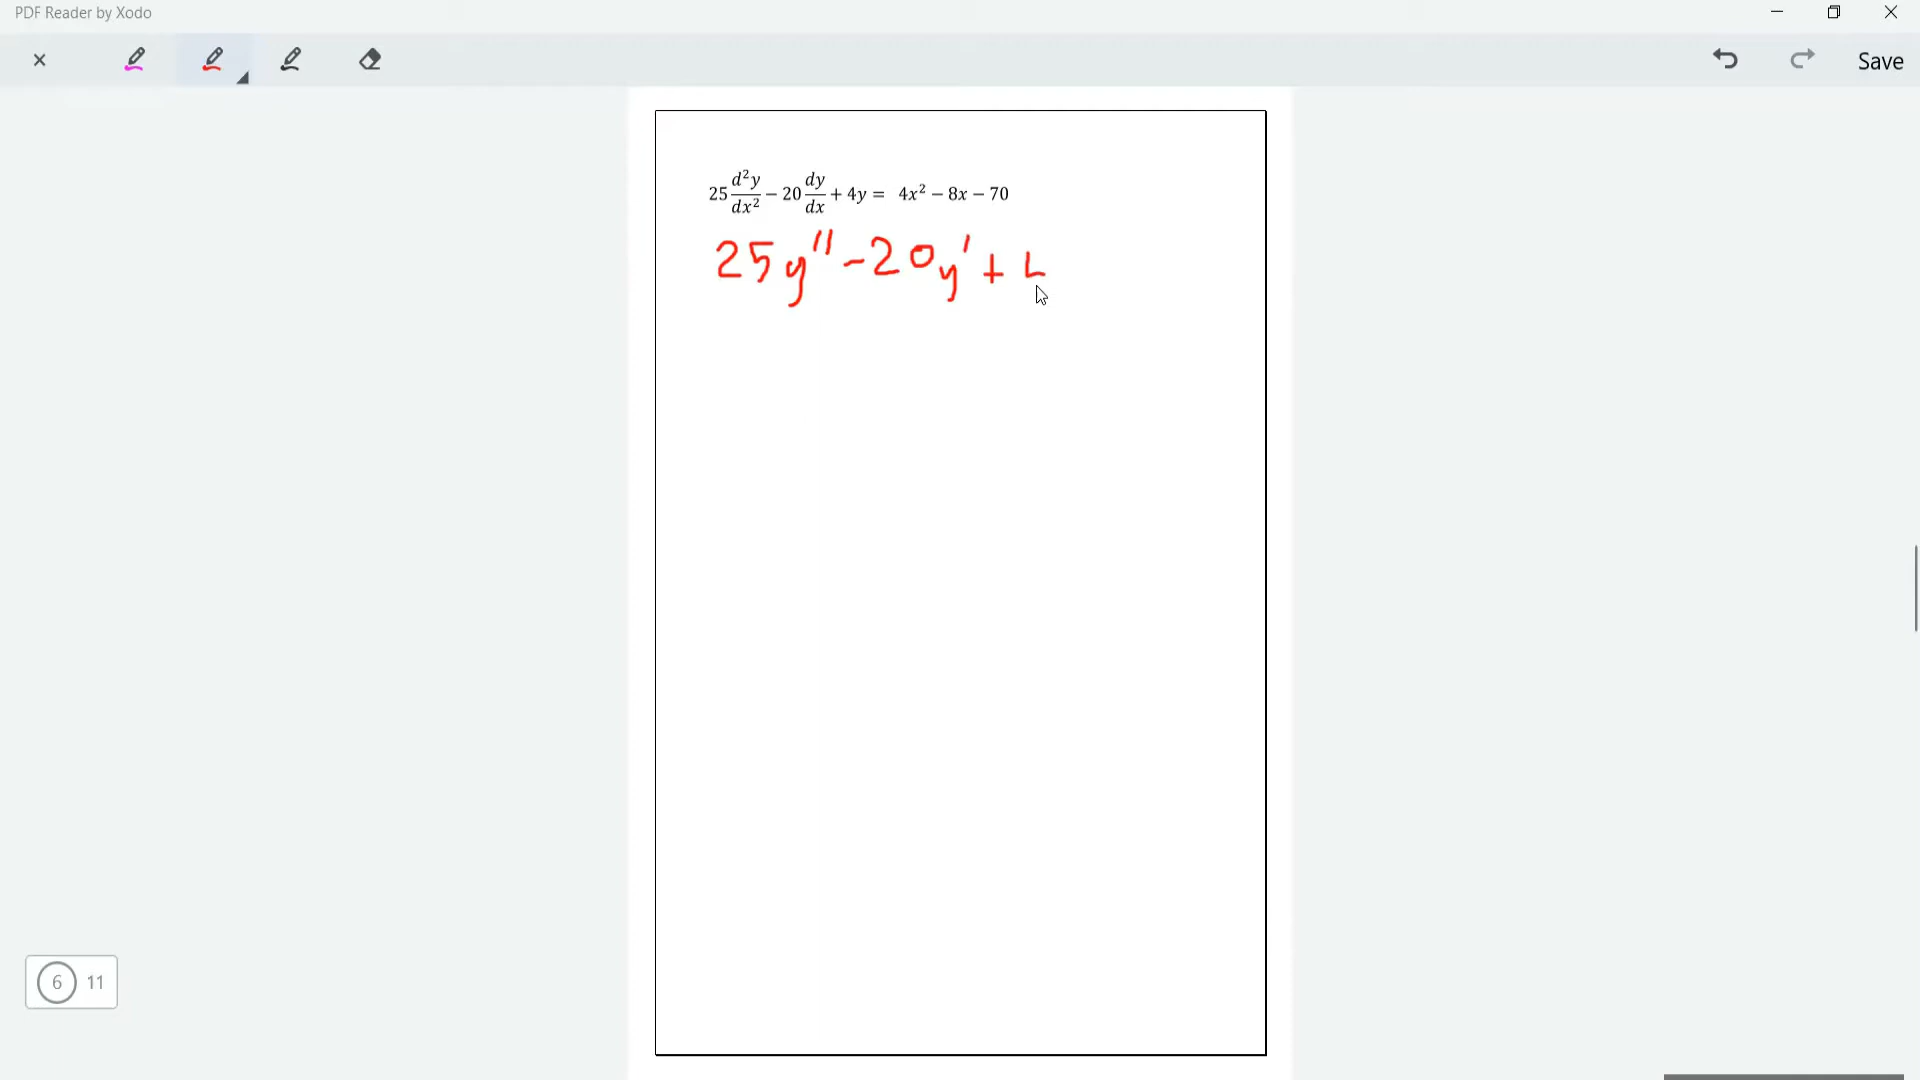 PDF Reader by Xodo
Save
25 d²y/dx² − 20 dy/dx + 4y = 4x² − 8x − 70
25y'' - 20y' +
6 11